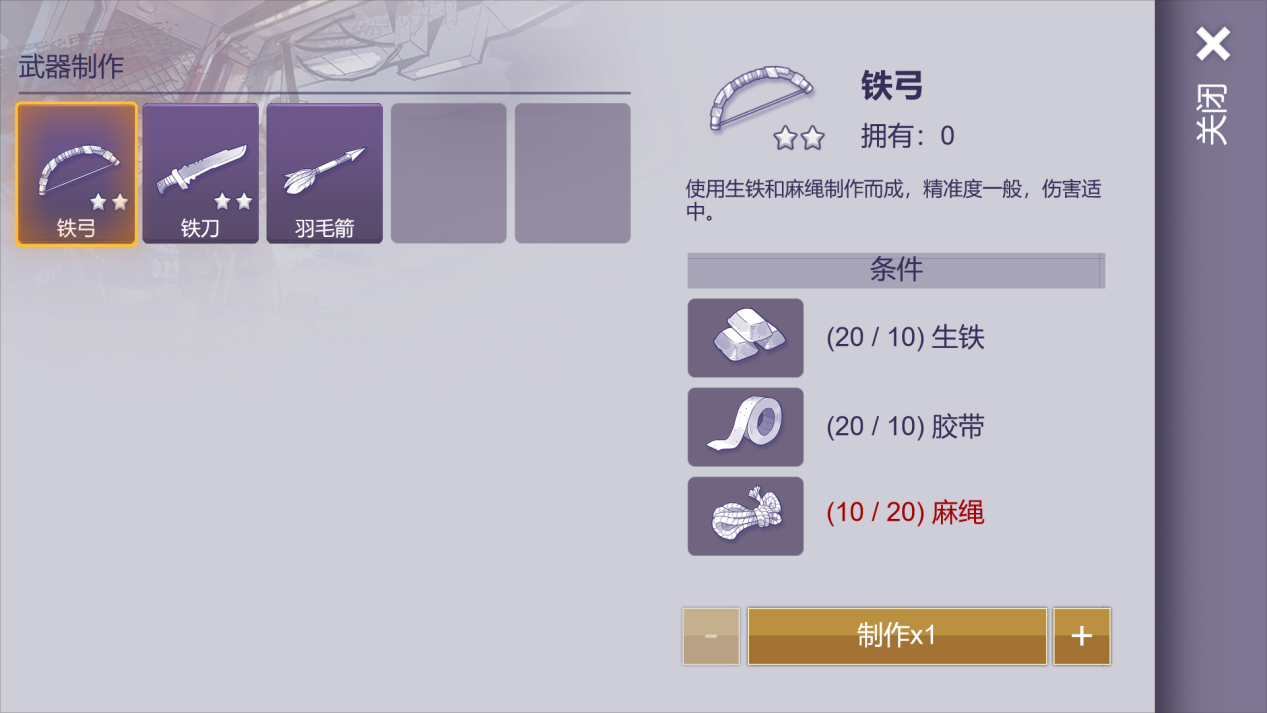 武器制作
铁弓
铁刀
羽毛箭
铁弓
拥有：0
使用生铁和麻绳制作而成，精准度一般，伤害适
中。
条件
(20 / 10) 生铁
(20 / 10) 胶带
(10 / 20) 麻绳
-
制作x1
+
关闭